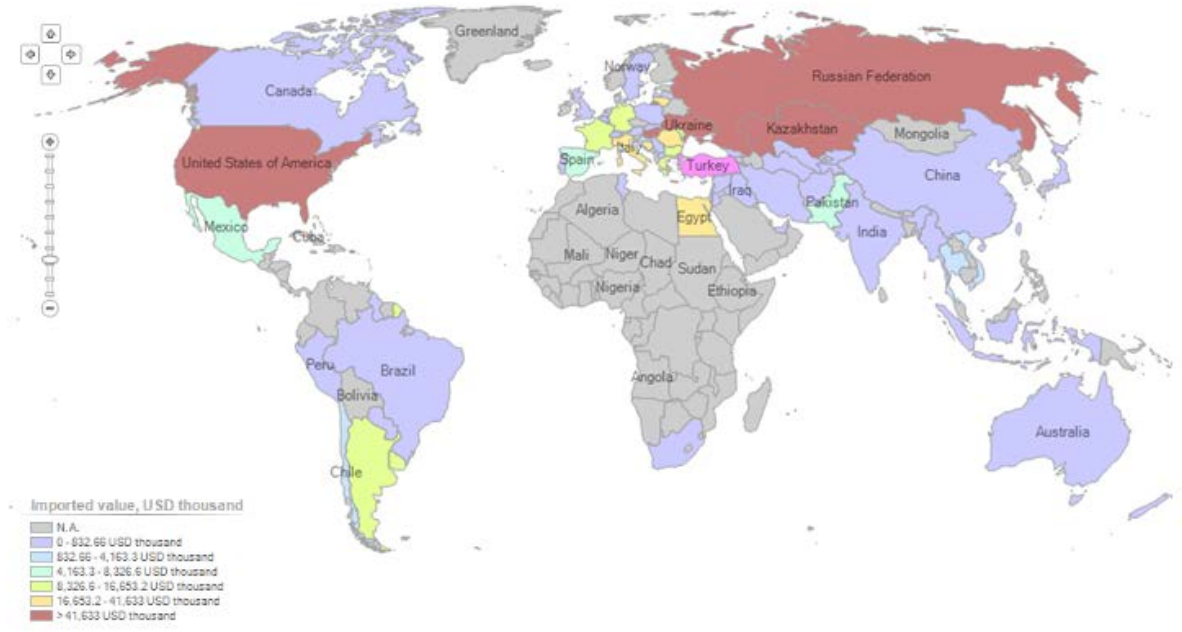 Greenland
Norway
Russian Federation
Canada
Ukraine
Kazakhstan
Mongolia
United States of America
Italy
Spain
Turkey
China
Iraq
Pakistan
Algeria
Egypt
Mexico
India
Cuba
Mali
Niger
Chad
Sudan
Nigeria
Ethiopia
Peru
Brazil
Angola
Bolivia
Australia
Chile
Imported value, USD thousand
N.A.
0 - 832.66 USD thousand
832.66 - 4,163.3 USD thousand
4,163.3 - 8,326.6 USD thousand
8,326.6 - 16,653.2 USD thousand
16,653.2 - 41,633 USD thousand
> 41,633 USD thousand